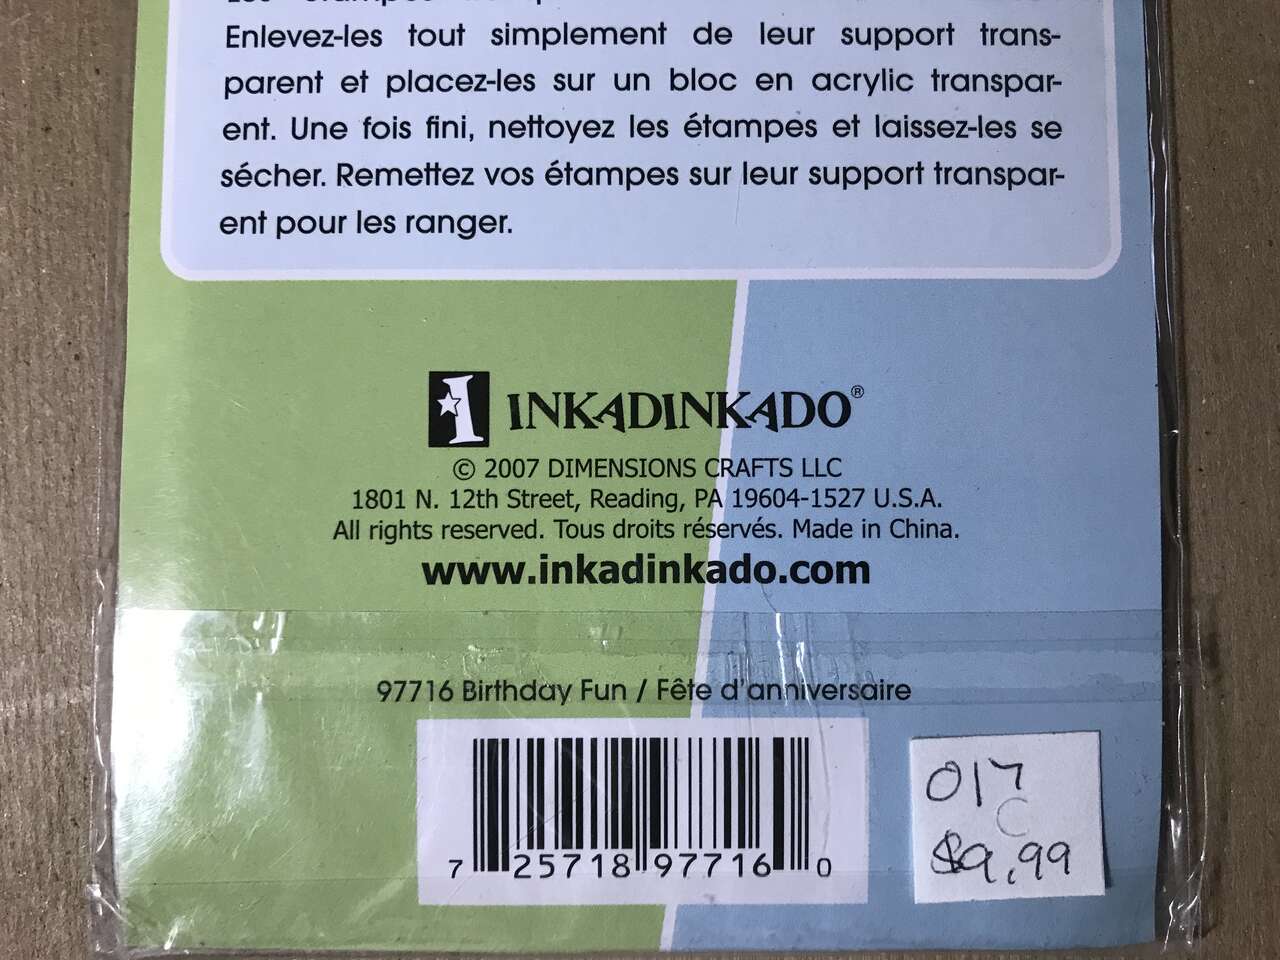 Enlevez-les tout simplement de leur support trans-
parent et placez-les sur un bloc en acrylic transpar-
ent. Une fois fini, nettoyez les étampes et laissez-les se
sécher. Remettez vos étampes sur leur support transpar-
ent pour les ranger.
INKADINKADO®
© 2007 DIMENSIONS CRAFTS LLC
1801 N. 12th Street, Reading, PA 19604-1527 U.S.A.
All rights reserved. Tous droits réservés. Made in China.
www.inkadinkado.com
97716 Birthday Fun / Fête d'anniversaire
7 25718 97716 0
017
C
$9.99